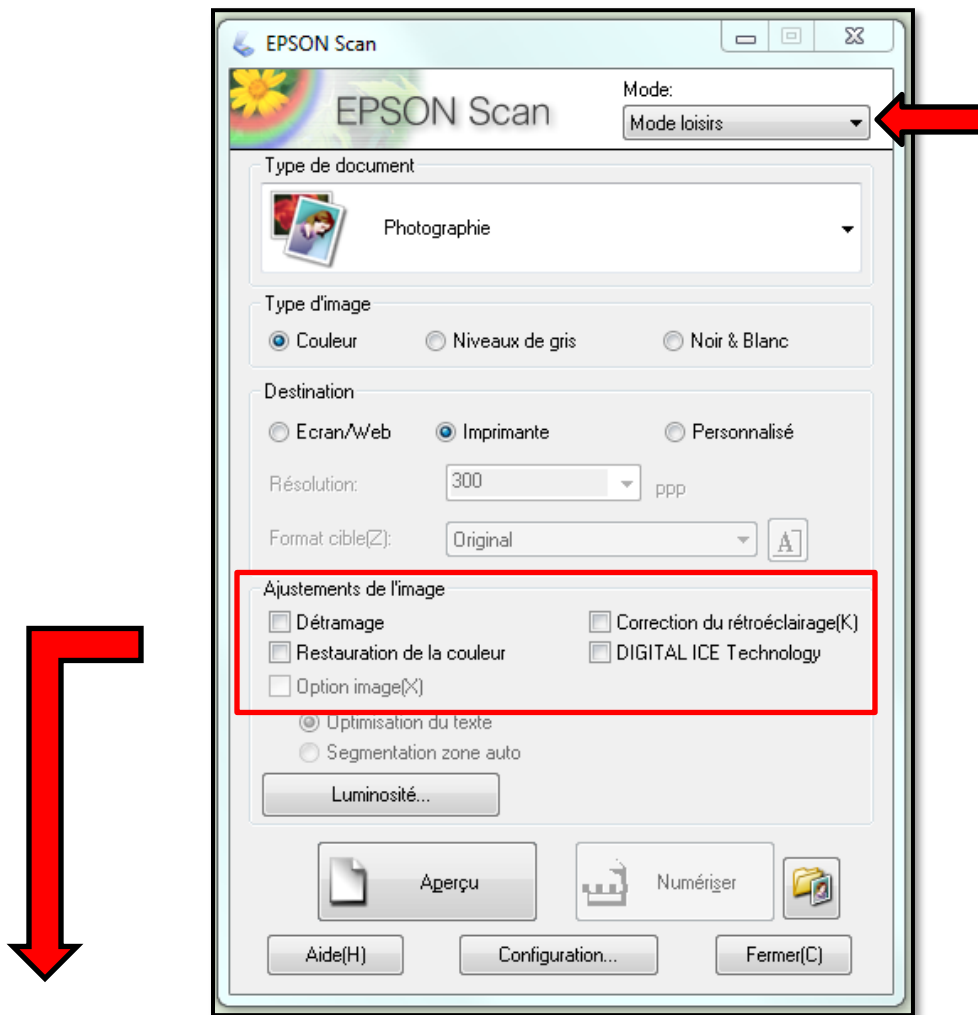 EPSON Scan
EPSON Scan
Mode:
Mode loisirs
Type de document
Photographie
Type d'image
Couleur Niveaux de gris Noir & Blanc
Destination
Ecran/Web Imprimante Personnalisé
Résolution: 300 ppp
Format cible(Z): Original A
Ajustements de l'image
Détramage Correction du rétroéclairage(K)
Restauration de la couleur DIGITAL ICE Technology
Option image(X)
Optimisation du texte
Segmentation zone auto
Luminosité...
Aperçu Numériser
Aide(H) Configuration... Fermer(C)